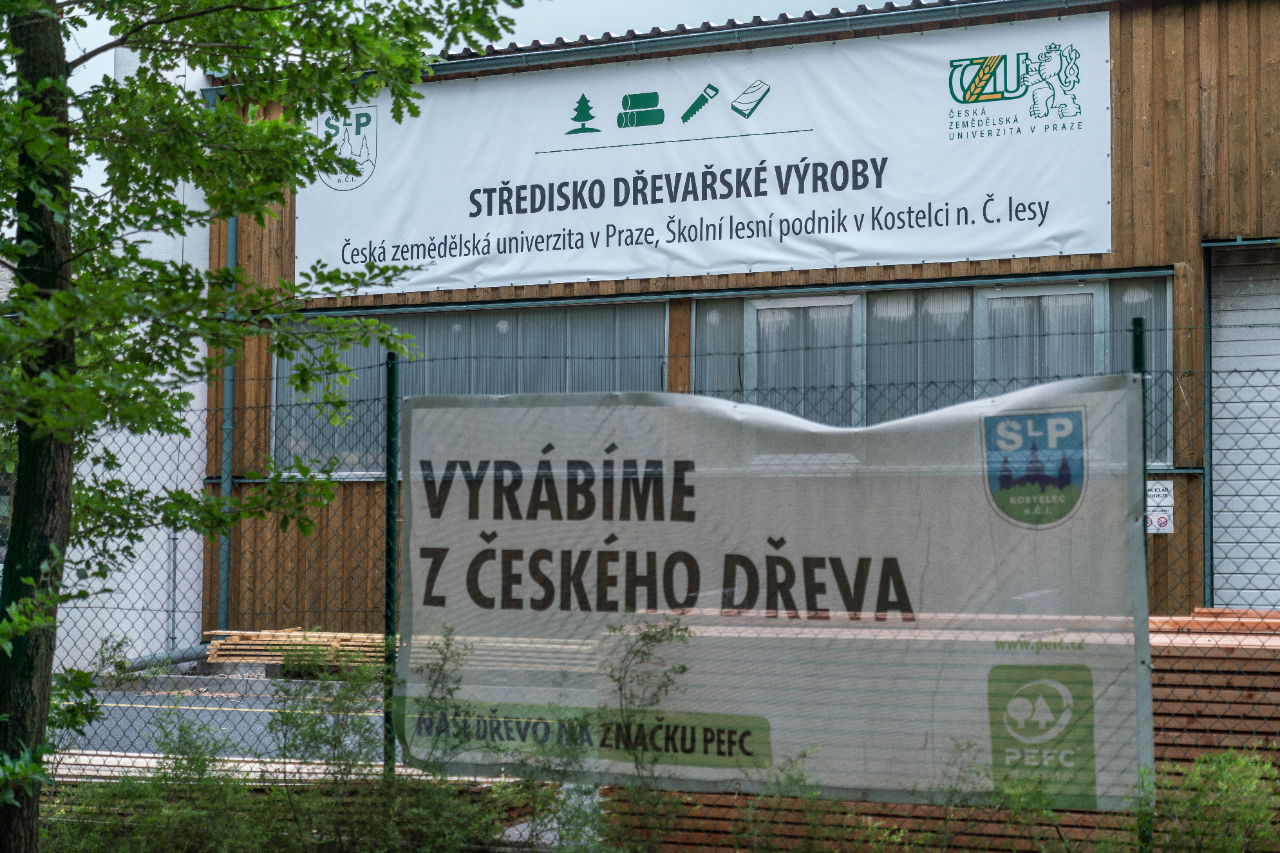 SLP
n.č.l.
ČZU
ČESKÁ
ZEMĚDĚLSKÁ
UNIVERZITA V PRAZE
STŘEDISKO DŘEVAŘSKÉ VÝROBY
Česká zemědělská univerzita v Praze, Školní lesní podnik v Kostelci n. Č. lesy
VYRÁBÍME
Z ČESKÉHO DŘEVA
SLP
KOSTELEC
n.č.l.
www.pefc.cz
NAŠE DŘEVO NA ZNAČKU PEFC
PEFC